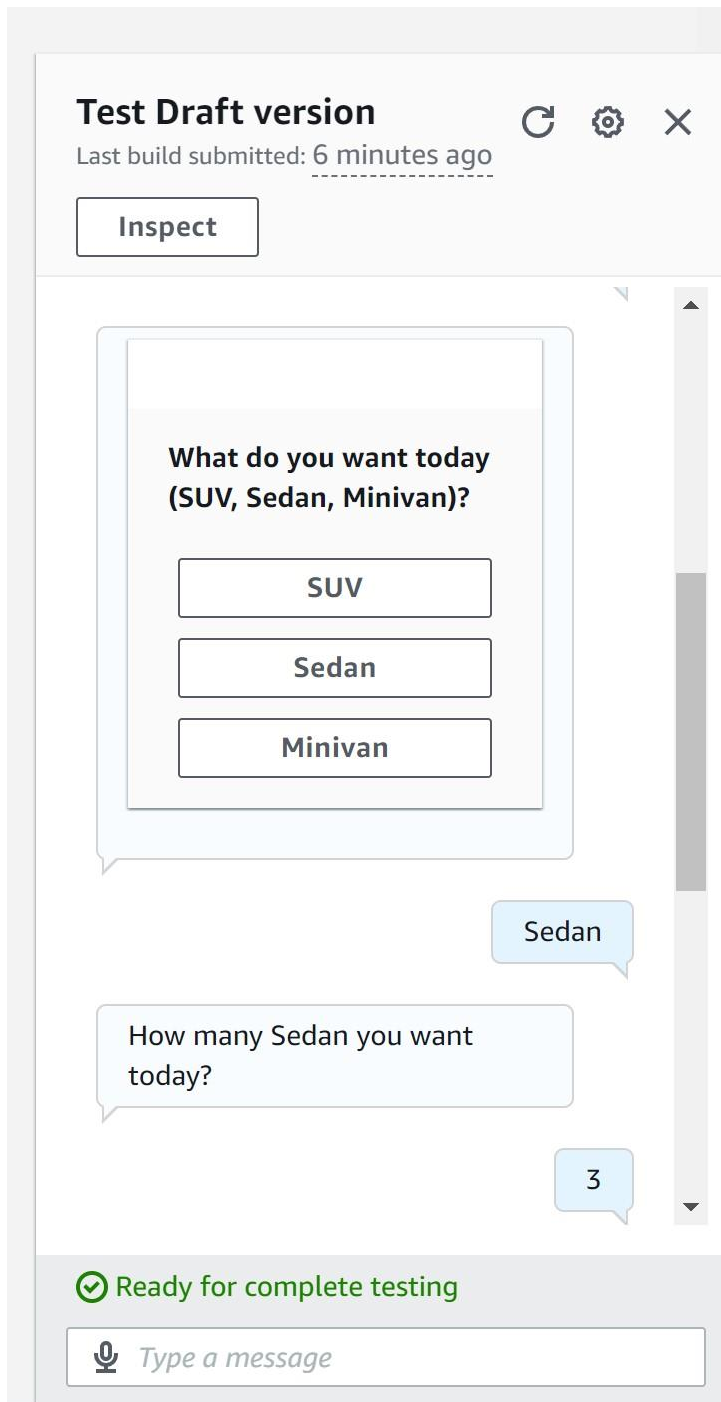 Test Draft version
Last build submitted: 6 minutes ago
Inspect
What do you want today
(SUV, Sedan, Minivan)?
SUV
Sedan
Minivan
Sedan
How many Sedan you want
today?
3
Ready for complete testing
Type a message